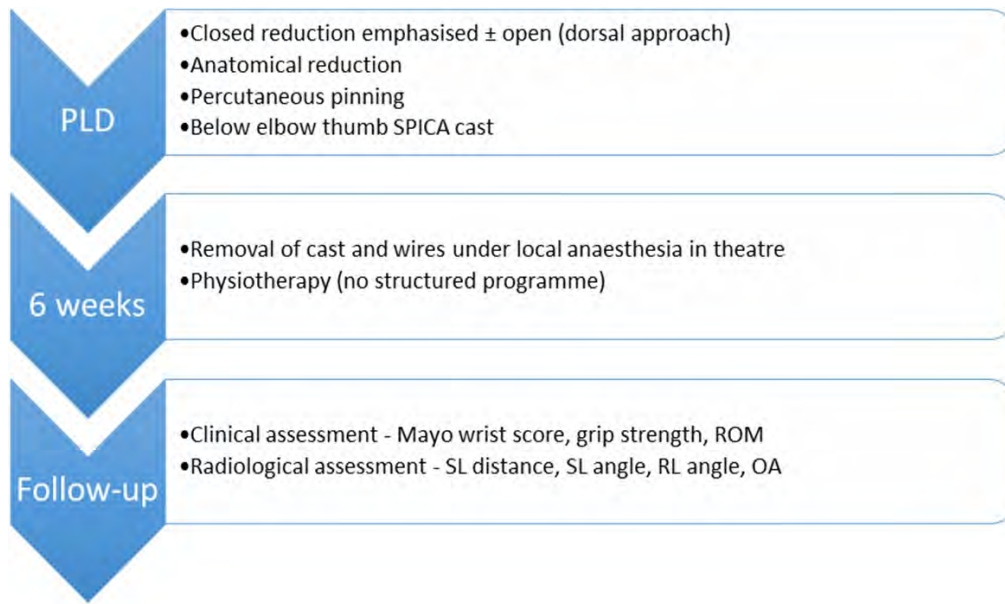 PLD
•Closed reduction emphasised ± open (dorsal approach)
•Anatomical reduction
•Percutaneous pinning
•Below elbow thumb SPICA cast
6 weeks
•Removal of cast and wires under local anaesthesia in theatre
•Physiotherapy (no structured programme)
Follow-up
•Clinical assessment - Mayo wrist score, grip strength, ROM
•Radiological assessment - SL distance, SL angle, RL angle, OA